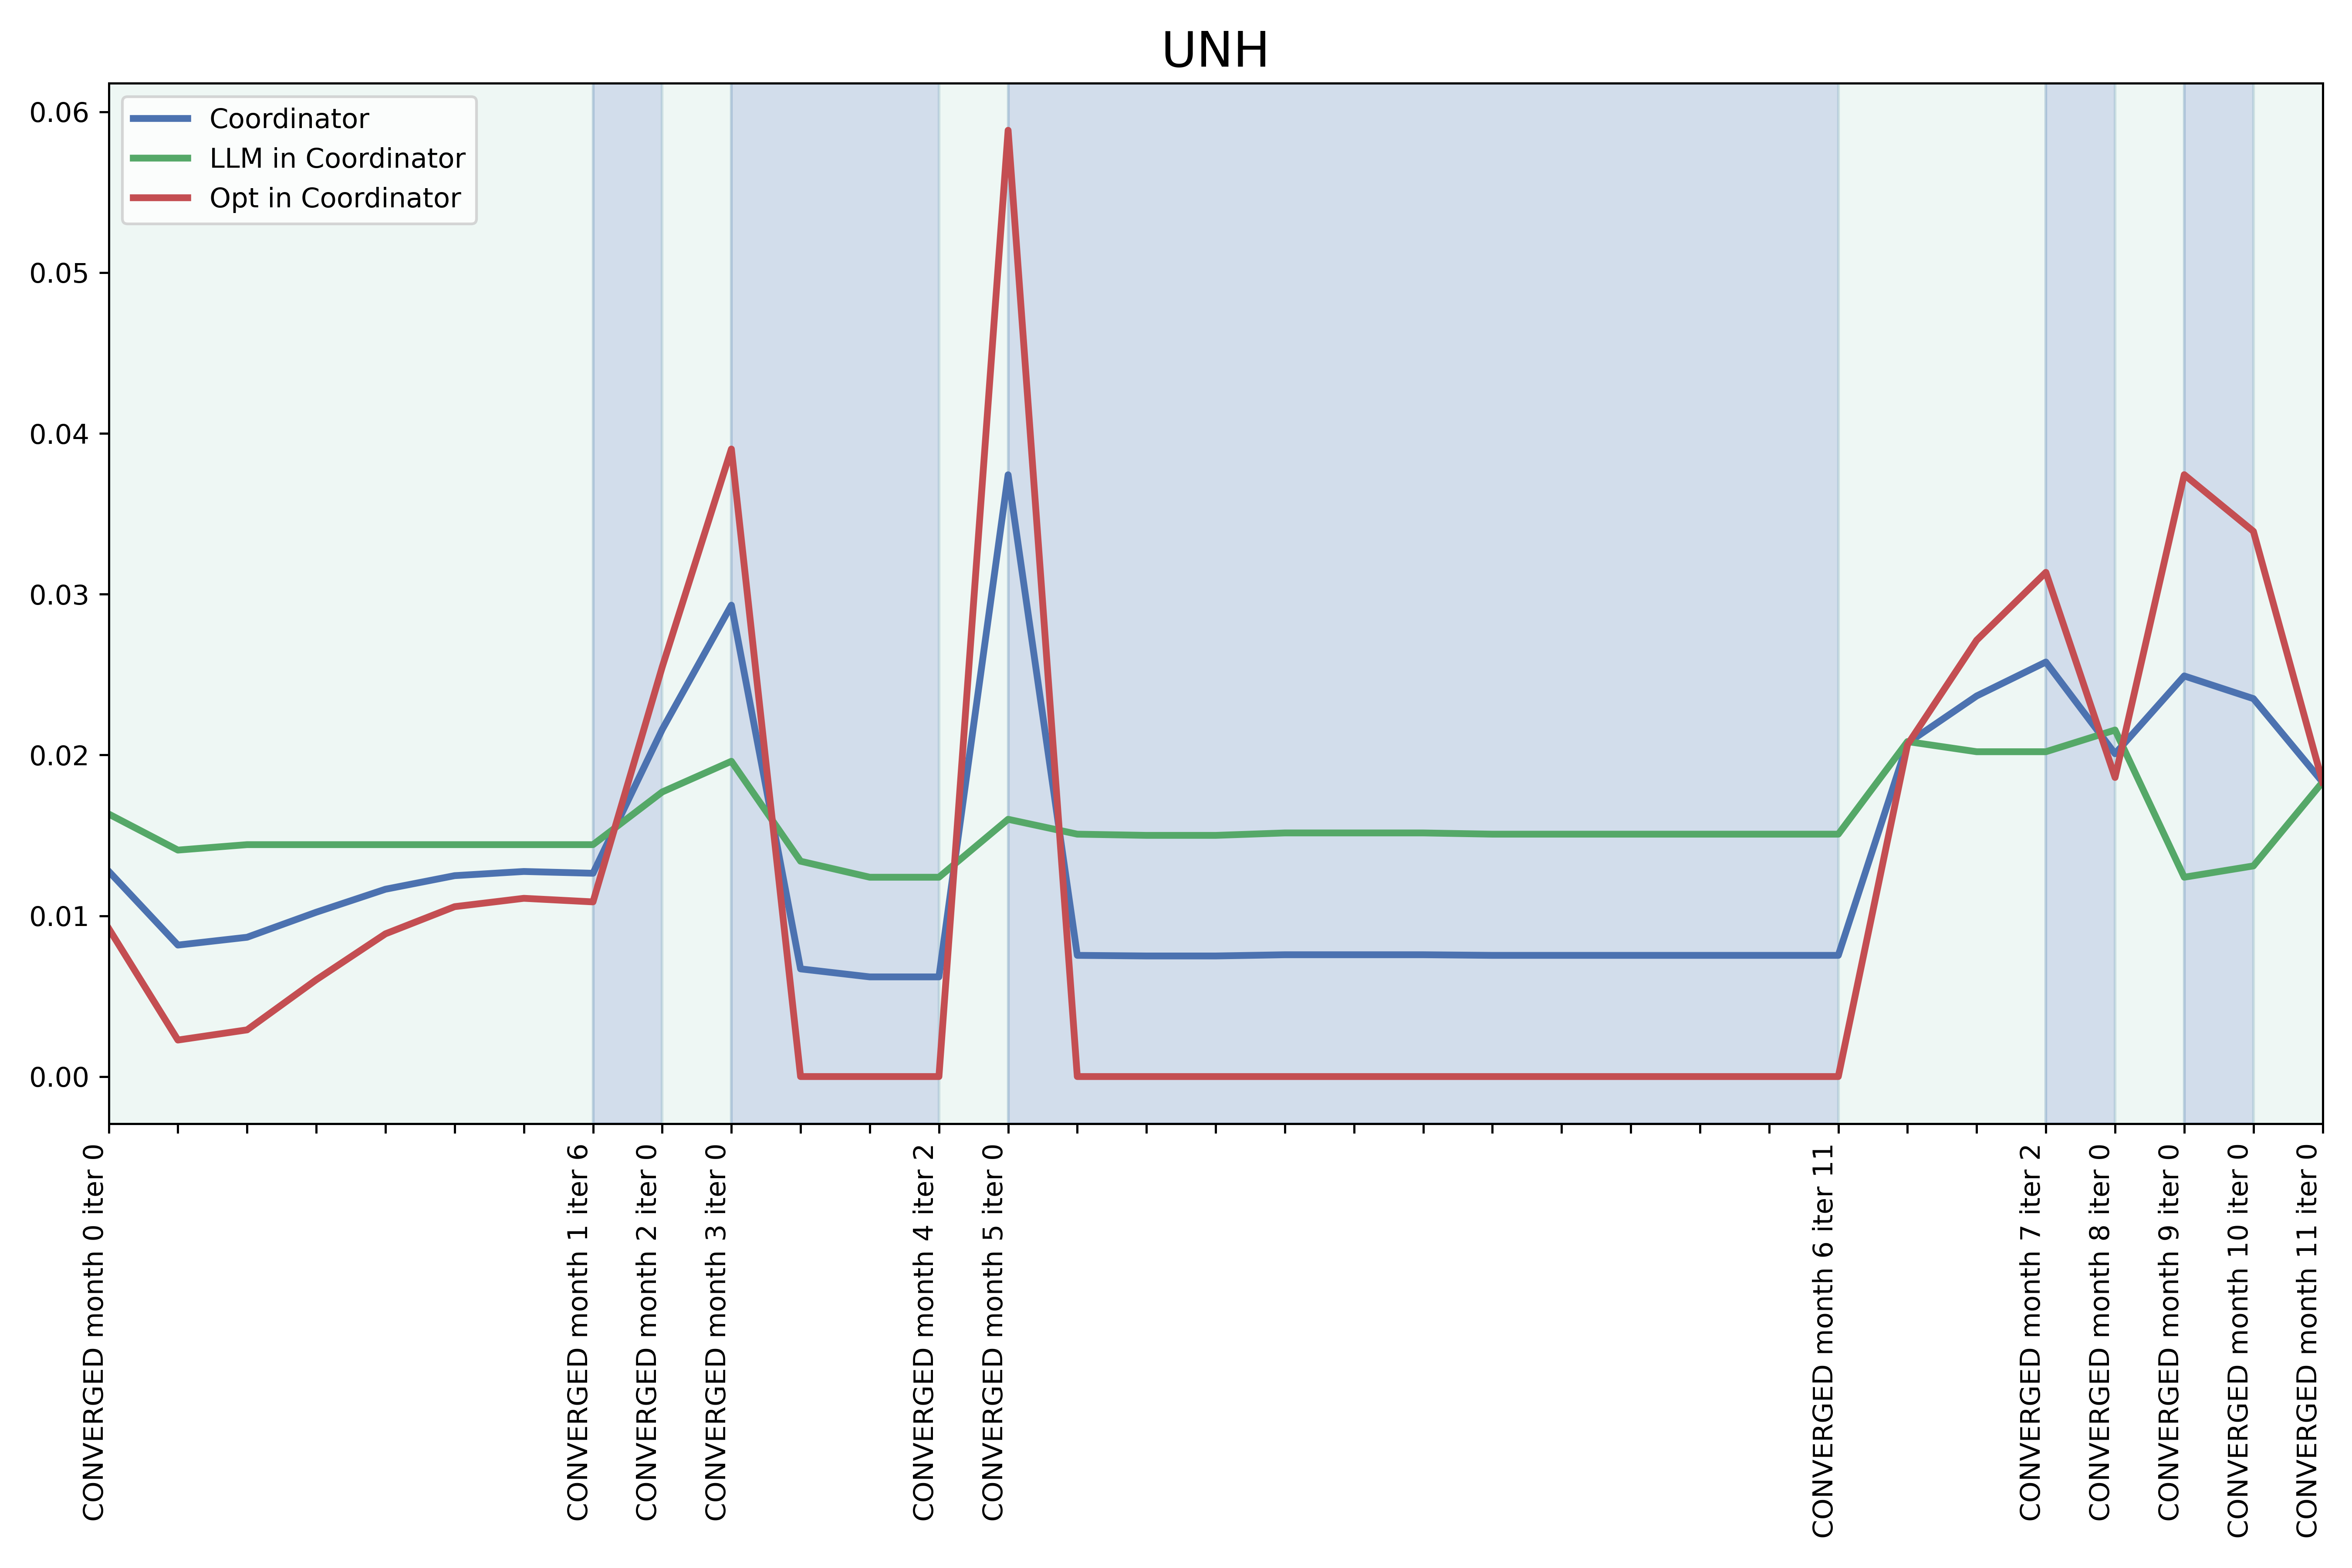 UNH
Coordinator
LLM in Coordinator
Opt in Coordinator
0.06
0.05
0.04
0.03
0.02
0.01
0.00
CONVERGED month 0 iter 0
CONVERGED month 1 iter 6
CONVERGED month 2 iter 0
CONVERGED month 3 iter 0
CONVERGED month 4 iter 2
CONVERGED month 5 iter 0
CONVERGED month 6 iter 11
CONVERGED month 7 iter 2
CONVERGED month 8 iter 0
CONVERGED month 9 iter 0
CONVERGED month 10 iter 0
CONVERGED month 11 iter 0